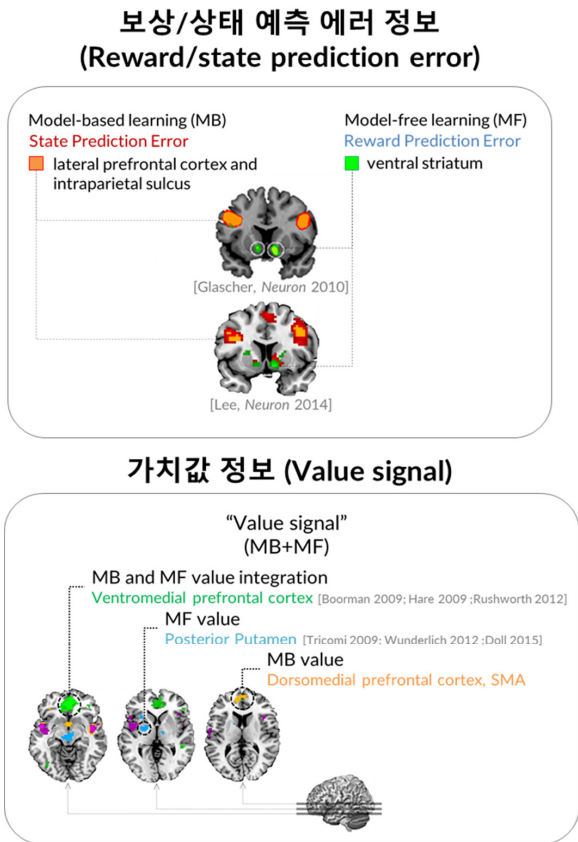 보상/상태 예측 에러 정보
(Reward/state prediction error)
Model-based learning (MB)
State Prediction Error
lateral prefrontal cortex and
intraparietal sulcus
Model-free learning (MF)
Reward Prediction Error
ventral striatum
[Glascher, Neuron 2010]
[Lee, Neuron 2014]
가치값 정보 (Value signal)
“Value signal”
(MB+MF)
MB and MF value integration
Ventromedial prefrontal cortex [Boorman 2009; Hare 2009 ;Rushworth 2012]
MF value
Posterior Putamen [Tricomi 2009; Wunderlich 2012 ;Doll 2015]
MB value
Dorsomedial prefrontal cortex, SMA